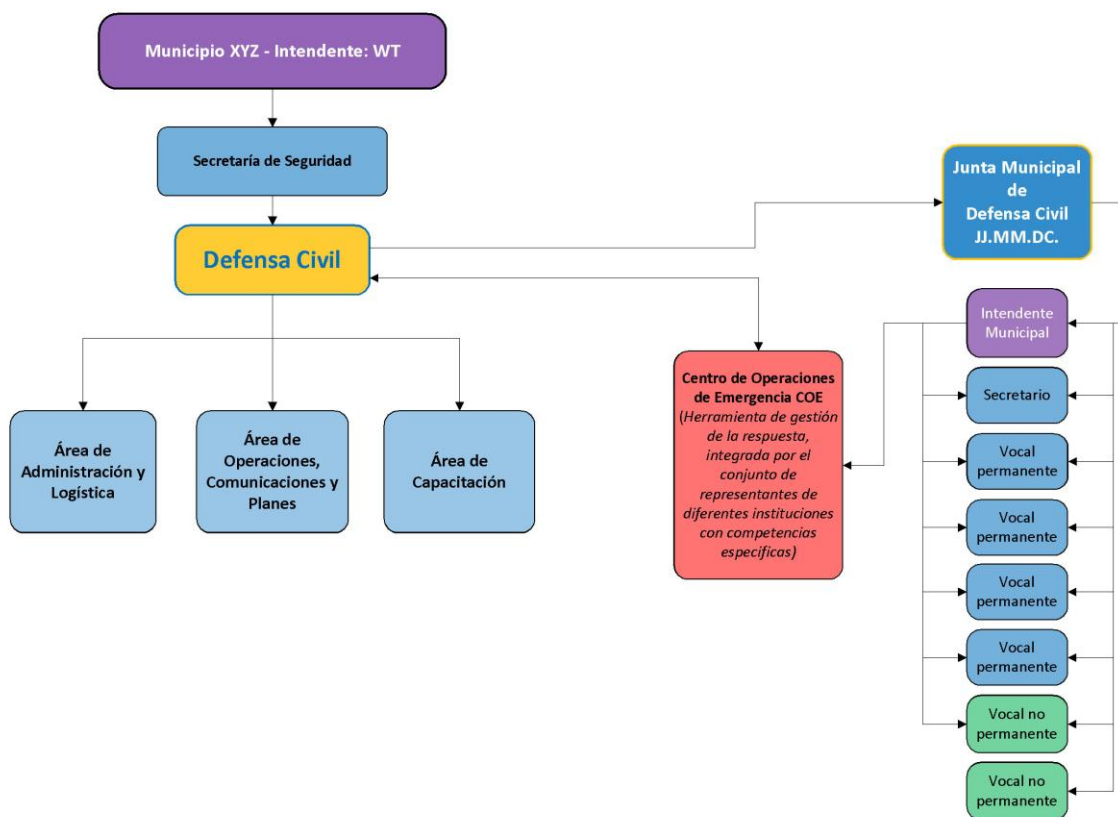 Municipio XYZ - Intendente: WT
Secretaría de Seguridad
Defensa Civil
Junta Municipal
de
Defensa Civil
JJ.MM.DC.
Área de
Administración y
Logística
Área de
Operaciones,
Comunicaciones y
Planes
Área de
Capacitación
Centro de Operaciones
de Emergencia COE
(Herramienta de gestión
de la respuesta,
integrada por el
conjunto de
representantes de
diferentes instituciones
con competencias
específicas)
Intendente
Municipal
Secretario
Vocal
permanente
Vocal
permanente
Vocal
permanente
Vocal
permanente
Vocal no
permanente
Vocal no
permanente